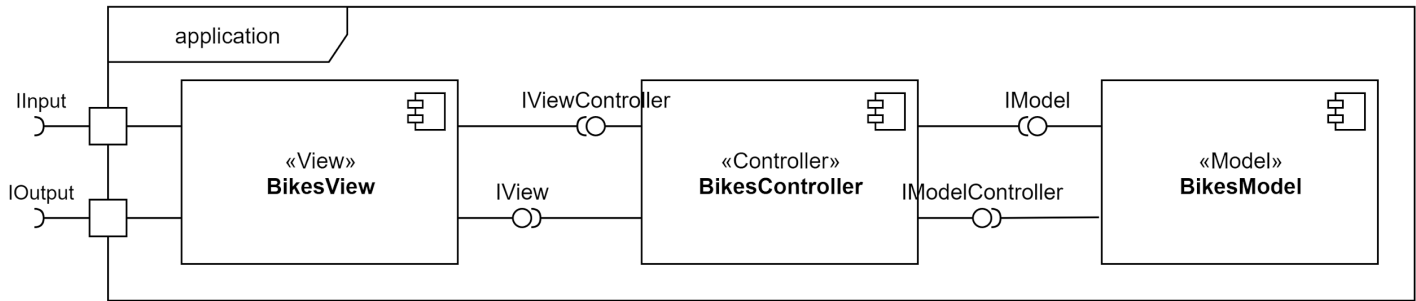 application
IInput
IViewController
IModel
«View»
BikesView
«Controller»
BikesController
«Model»
BikesModel
IOutput
IView
IModelController